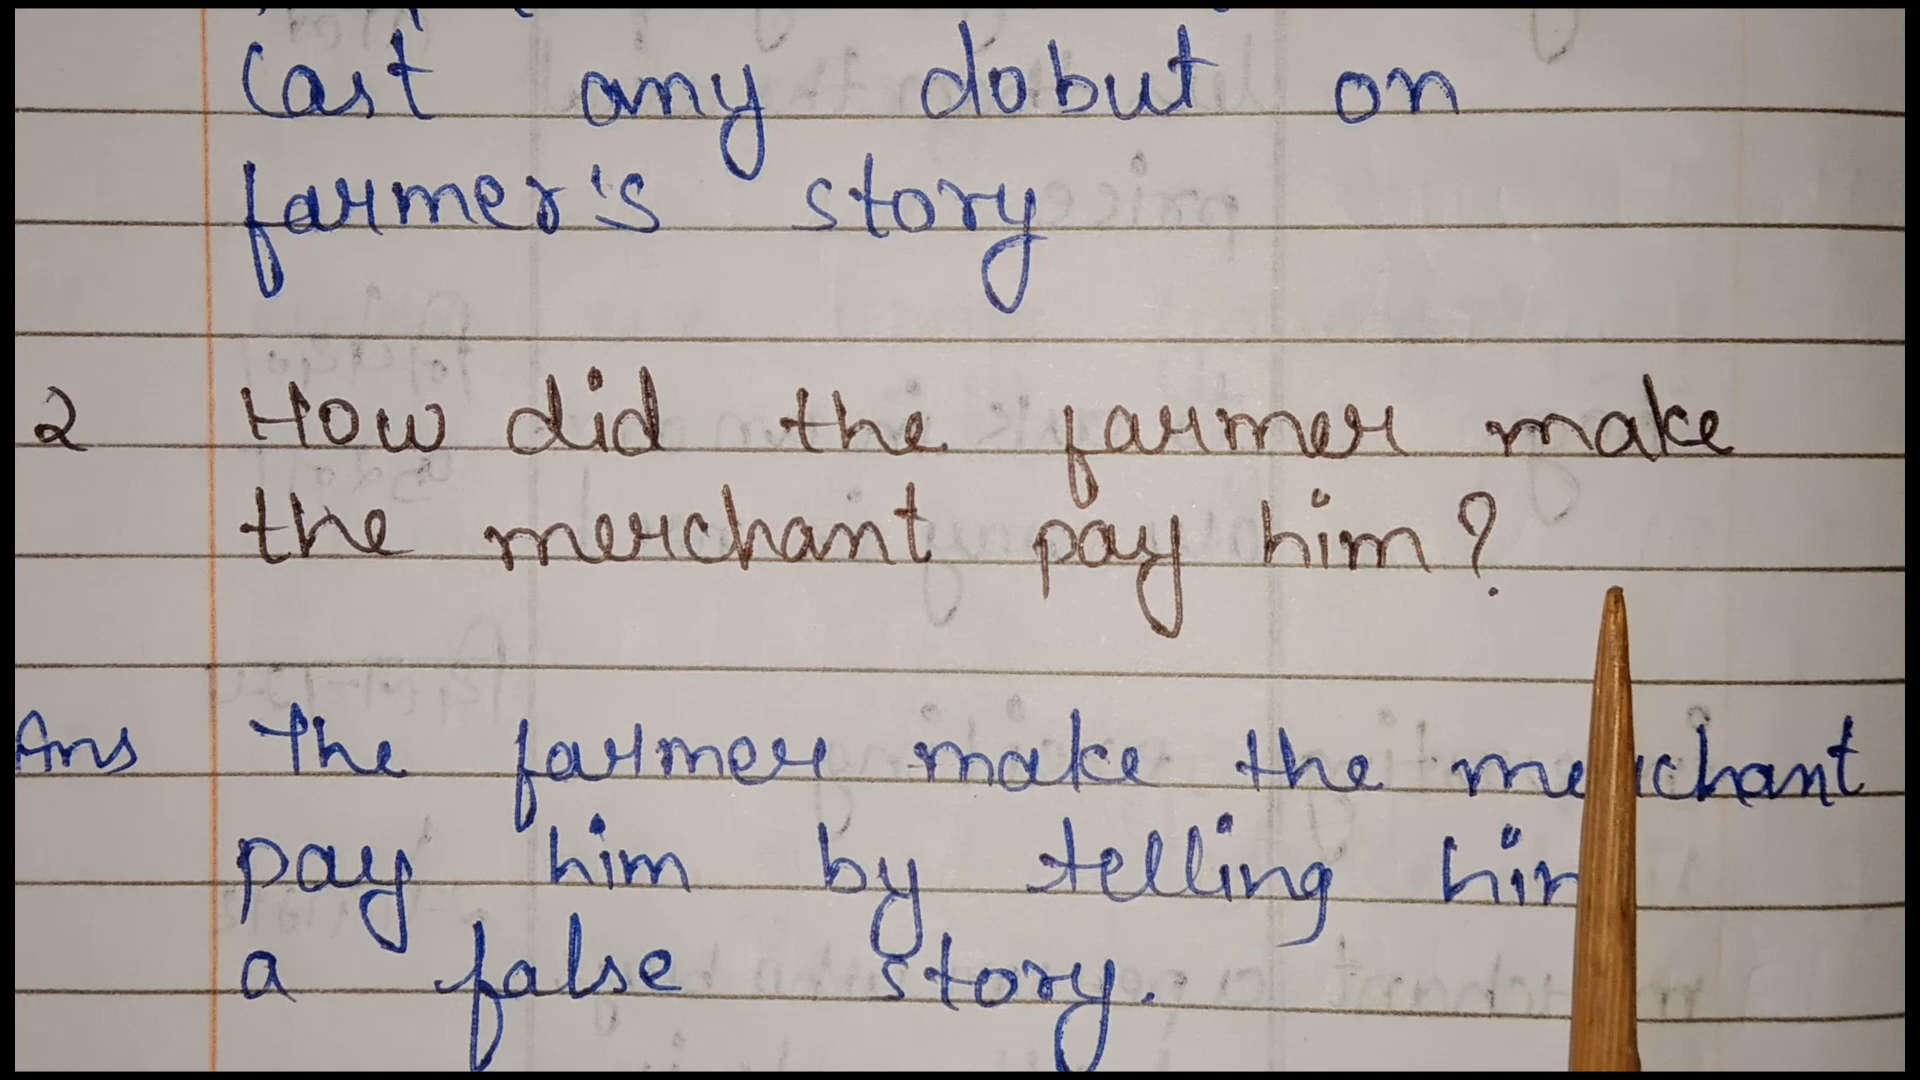 Cast any dobut on
farmer's story
2 How did the farmer make
the merchant pay him?
Ans The farmer make the merchant
pay him by telling him
a false story.